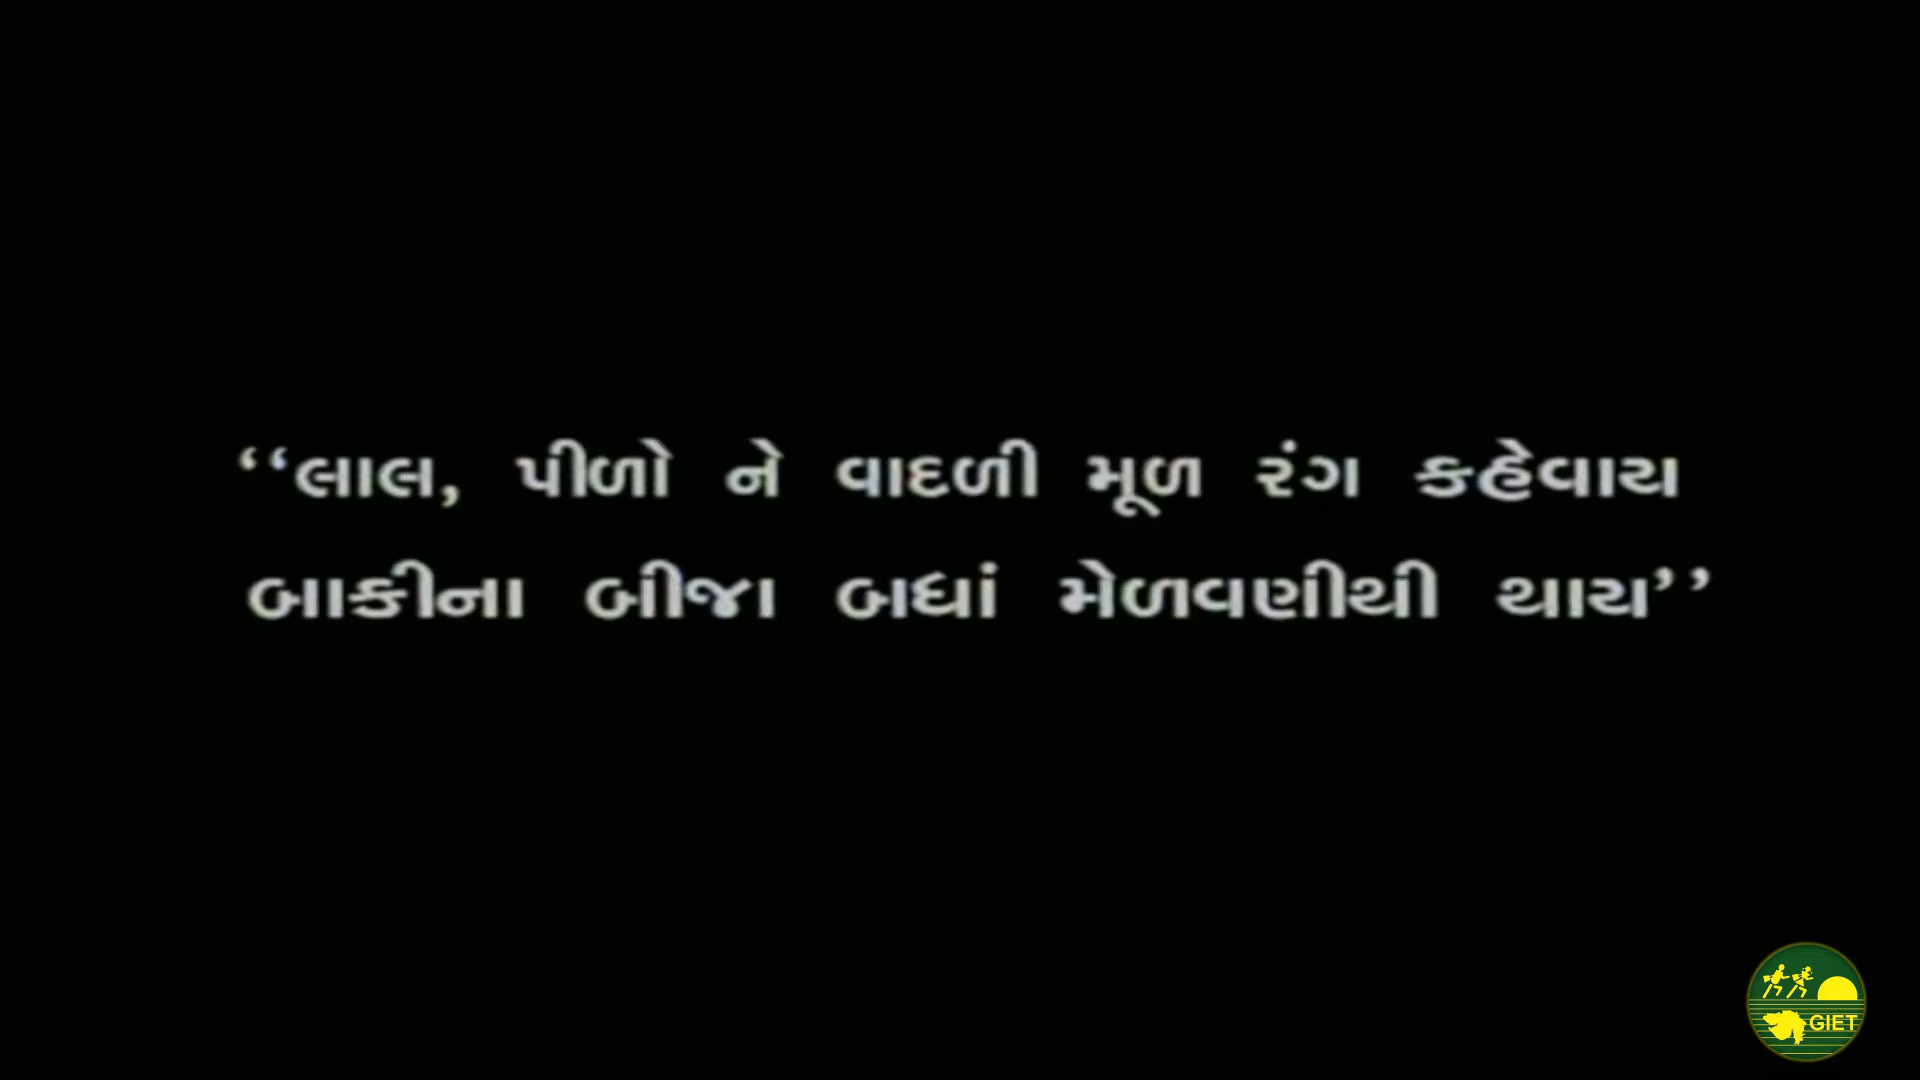 ‘‘લાલ, પીળો ને વાદળી મૂળ રંગ કહેવાય
બાકીના બીજા બધાં મેળવણીથી થાય’’
GIET